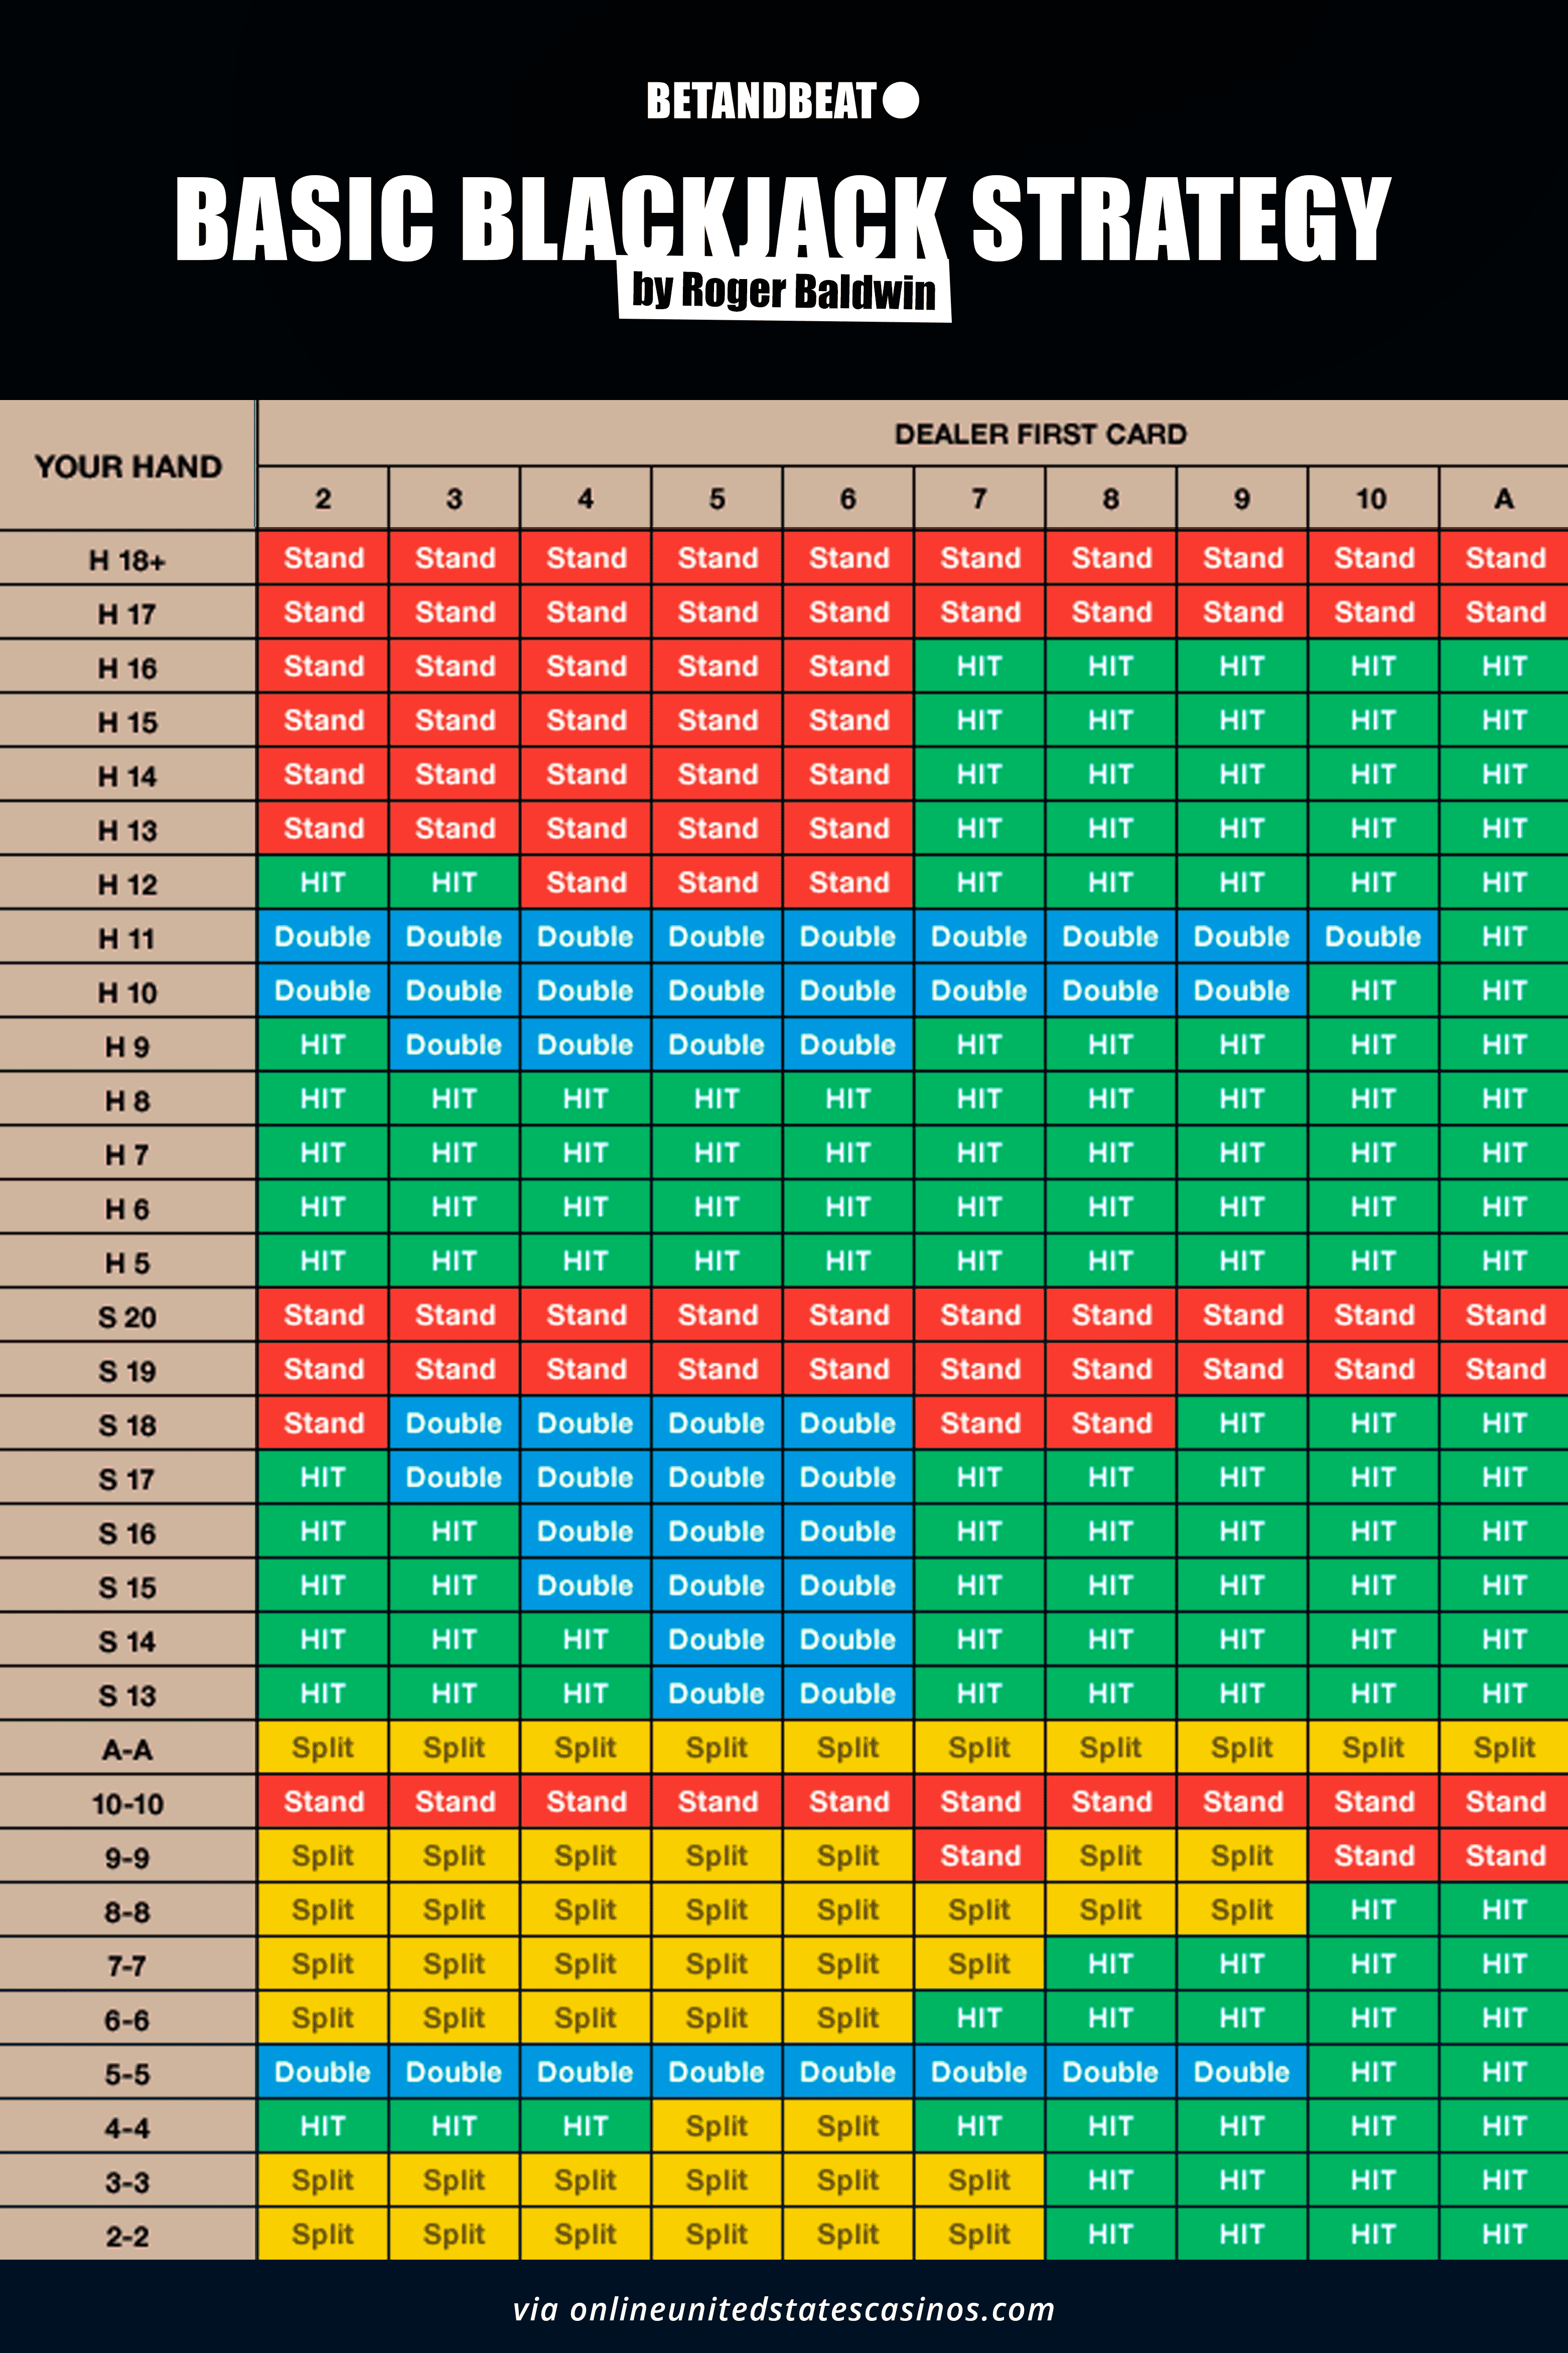 BETANDBEAT
BASIC BLACKJACK STRATEGY
by Roger Baldwin
YOUR HAND
DEALER FIRST CARD
2 3 4 5 6 7 8 9 10 A
H 18+ Stand Stand Stand Stand Stand Stand Stand Stand Stand Stand
H 17 Stand Stand Stand Stand Stand Stand Stand Stand Stand Stand
H 16 Stand Stand Stand Stand Stand HIT HIT HIT HIT HIT
H 15 Stand Stand Stand Stand Stand HIT HIT HIT HIT HIT
H 14 Stand Stand Stand Stand Stand HIT HIT HIT HIT HIT
H 13 Stand Stand Stand Stand Stand HIT HIT HIT HIT HIT
H 12 HIT HIT Stand Stand Stand HIT HIT HIT HIT HIT
H 11 Double Double Double Double Double Double Double Double Double HIT
H 10 Double Double Double Double Double Double Double Double HIT HIT
H 9 HIT Double Double Double Double HIT HIT HIT HIT HIT
H 8 HIT HIT HIT HIT HIT HIT HIT HIT HIT HIT
H 7 HIT HIT HIT HIT HIT HIT HIT HIT HIT HIT
H 6 HIT HIT HIT HIT HIT HIT HIT HIT HIT HIT
H 5 HIT HIT HIT HIT HIT HIT HIT HIT HIT HIT
S 20 Stand Stand Stand Stand Stand Stand Stand Stand Stand Stand
S 19 Stand Stand Stand Stand Stand Stand Stand Stand Stand Stand
S 18 Stand Double Double Double Double Stand Stand HIT HIT HIT
S 17 HIT Double Double Double Double HIT HIT HIT HIT HIT
S 16 HIT HIT Double Double Double HIT HIT HIT HIT HIT
S 15 HIT HIT Double Double Double HIT HIT HIT HIT HIT
S 14 HIT HIT HIT Double Double HIT HIT HIT HIT HIT
S 13 HIT HIT HIT Double Double HIT HIT HIT HIT HIT
A-A Split Split Split Split Split Split Split Split Split Split
10-10 Stand Stand Stand Stand Stand Stand Stand Stand Stand Stand
9-9 Split Split Split Split Split Stand Split Split Stand Stand
8-8 Split Split Split Split Split Split Split Split HIT HIT
7-7 Split Split Split Split Split Split HIT HIT HIT HIT
6-6 Split Split Split Split Split HIT HIT HIT HIT HIT
5-5 Double Double Double Double Double Double Double Double HIT HIT
4-4 HIT HIT HIT Split Split HIT HIT HIT HIT HIT
3-3 Split Split Split Split Split Split HIT HIT HIT HIT
2-2 Split Split Split Split Split Split HIT HIT HIT HIT
via onlineunitedstatescasinos.com